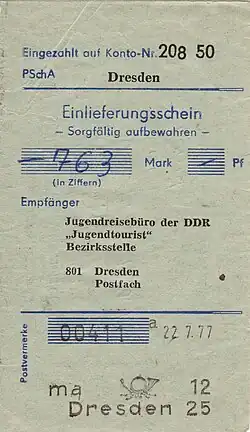 Eingezahlt auf Konto-Nr. 208 50
PSchA Dresden
Einlieferungsschein
– Sorgfältig aufbewahren –
– 763 Mark – Pf
(in Ziffern)
Empfänger
Jugendreisebüro der DDR
„Jugendtourist"
Bezirksstelle
801 Dresden
Postfach
Postvermerke
00411 a 22.7.77
ma 12
Dresden 25